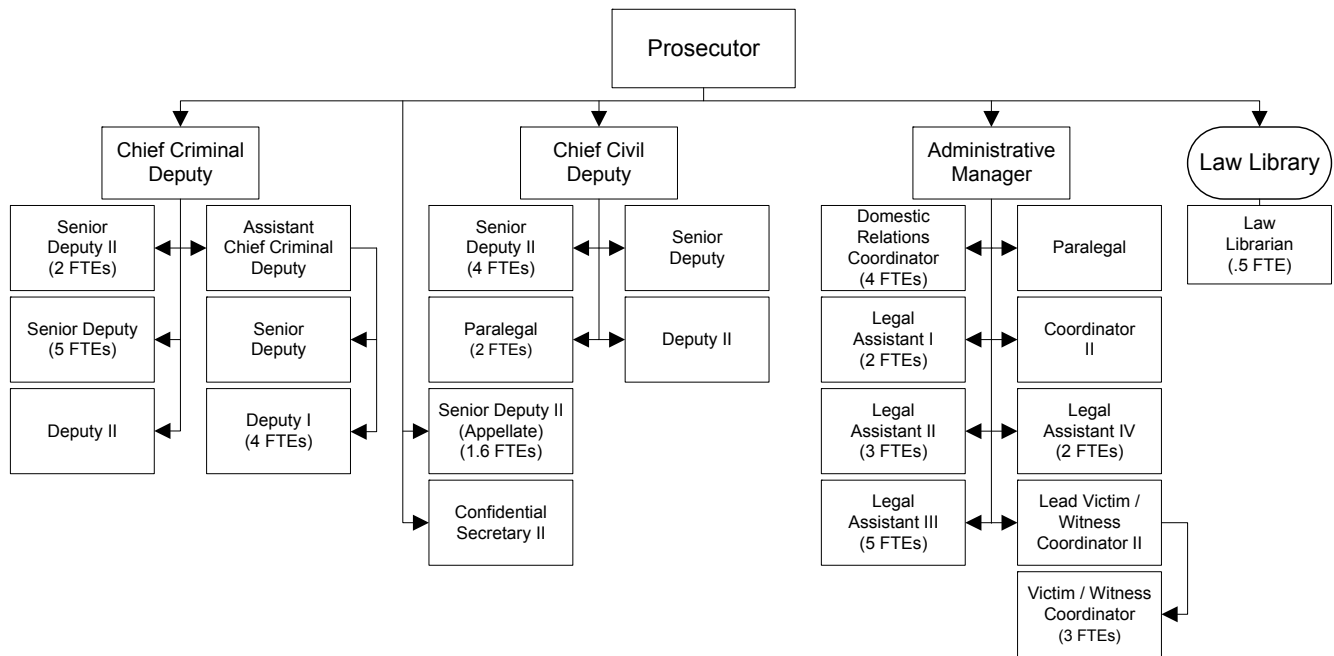 Prosecutor
Chief Criminal
Deputy
Chief Civil
Deputy
Administrative
Manager
Law Library
Senior
Deputy II
(2 FTEs)
Assistant
Chief Criminal
Deputy
Senior Deputy
(5 FTEs)
Senior
Deputy
Deputy II
Deputy I
(4 FTEs)
Senior
Deputy II
(4 FTEs)
Senior
Deputy
Paralegal
(2 FTEs)
Deputy II
Senior Deputy II
(Appellate)
(1.6 FTEs)
Confidential
Secretary II
Domestic
Relations
Coordinator
(4 FTEs)
Paralegal
Legal
Assistant I
(2 FTEs)
Coordinator
II
Legal
Assistant II
(3 FTEs)
Legal
Assistant IV
(2 FTEs)
Legal
Assistant III
(5 FTEs)
Lead Victim /
Witness
Coordinator II
Victim / Witness
Coordinator
(3 FTEs)
Law
Librarian
(.5 FTE)